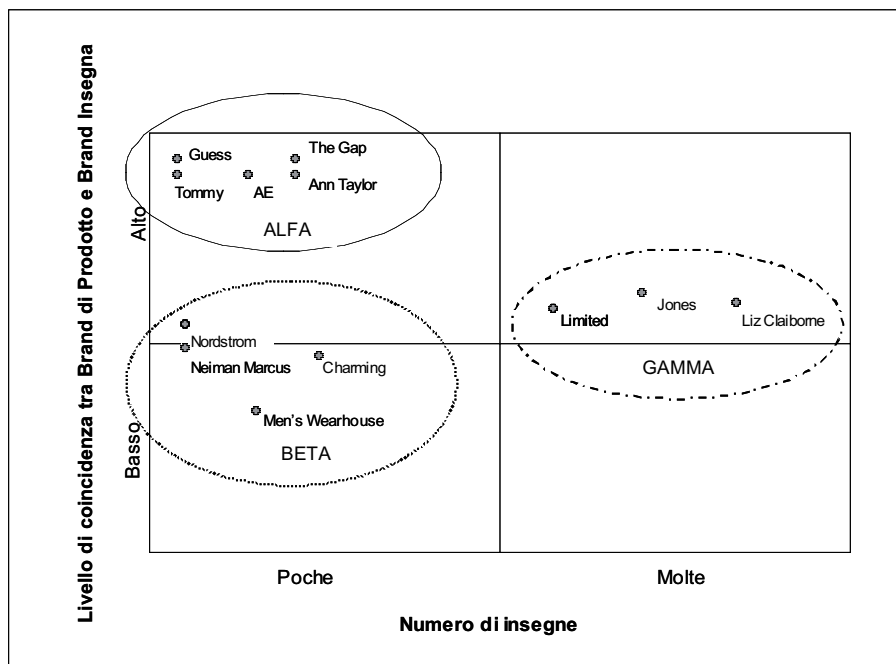 Livello di coincidenza tra Brand di Prodotto e Brand Insegna
Alto
Basso
Guess
The Gap
Tommy
AE
Ann Taylor
ALFA
Nordstrom
Neiman Marcus
Charming
Men's Wearhouse
BETA
Limited
Jones
Liz Claiborne
GAMMA
Poche
Molte
Numero di insegne